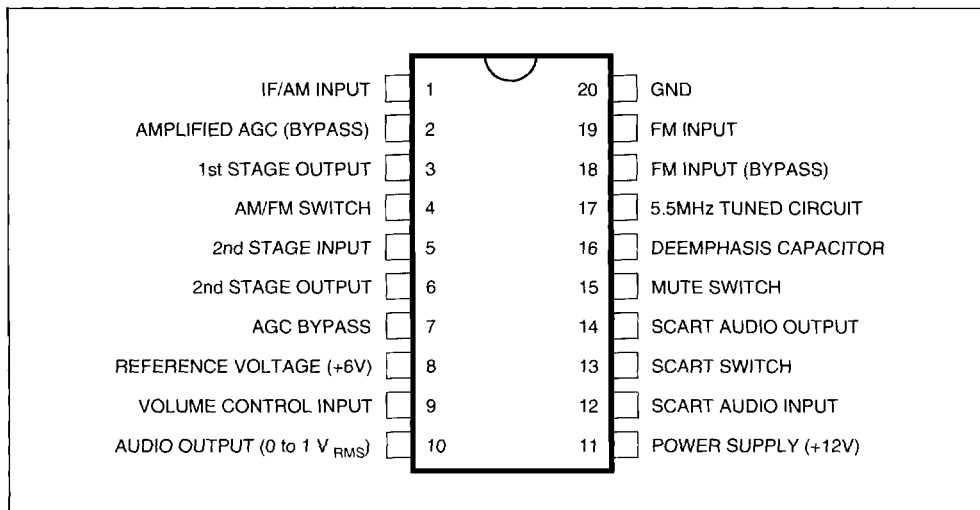 IF/AM INPUT 1 20 GND
AMPLIFIED AGC (BYPASS) 2 19 FM INPUT
1st STAGE OUTPUT 3 18 FM INPUT (BYPASS)
AM/FM SWITCH 4 17 5.5MHz TUNED CIRCUIT
2nd STAGE INPUT 5 16 DEEMPHASIS CAPACITOR
2nd STAGE OUTPUT 6 15 MUTE SWITCH
AGC BYPASS 7 14 SCART AUDIO OUTPUT
REFERENCE VOLTAGE (+6V) 8 13 SCART SWITCH
VOLUME CONTROL INPUT 9 12 SCART AUDIO INPUT
AUDIO OUTPUT (0 to 1 V RMS) 10 11 POWER SUPPLY (+12V)